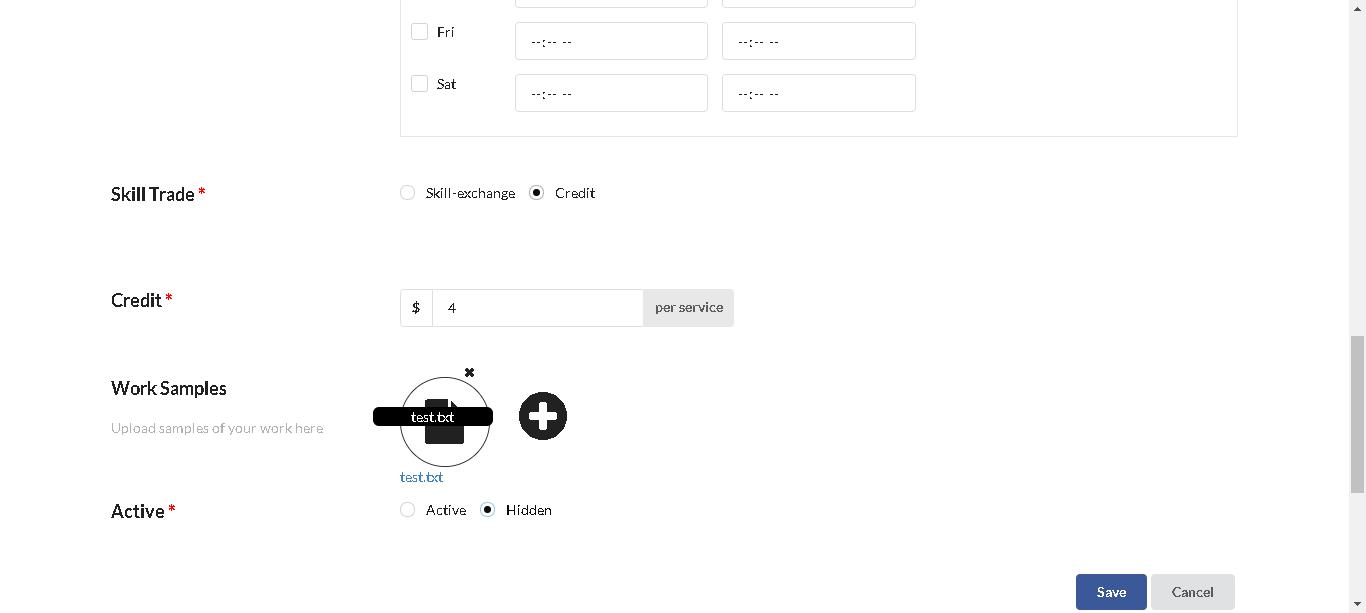 Fri --:-- -- --:-- --
Sat --:-- -- --:-- --
Skill Trade * Skill-exchange Credit
Credit * $ 4 per service
Work Samples
test.txt
Upload samples of your work here
test.txt
Active * Active Hidden
Save Cancel